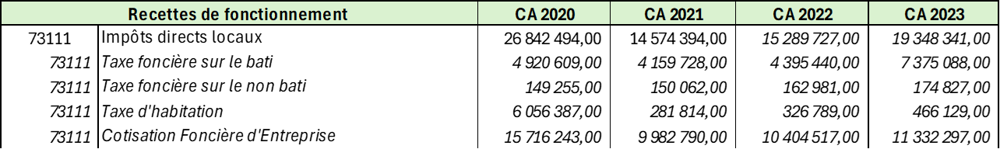 Recettes de fonctionnement CA 2020 CA 2021 CA 2022 CA 2023
73111 Impôts directs locaux 26 842 494,00 14 574 394,00 15 289 727,00 19 348 341,00
73111 Taxe foncière sur le bati 4 920 609,00 4 159 728,00 4 395 440,00 7 375 088,00
73111 Taxe foncière sur le non bati 149 255,00 150 062,00 162 981,00 174 827,00
73111 Taxe d'habitation 6 056 387,00 281 814,00 326 789,00 466 129,00
73111 Cotisation Foncière d'Entreprise 15 716 243,00 9 982 790,00 10 404 517,00 11 332 297,00